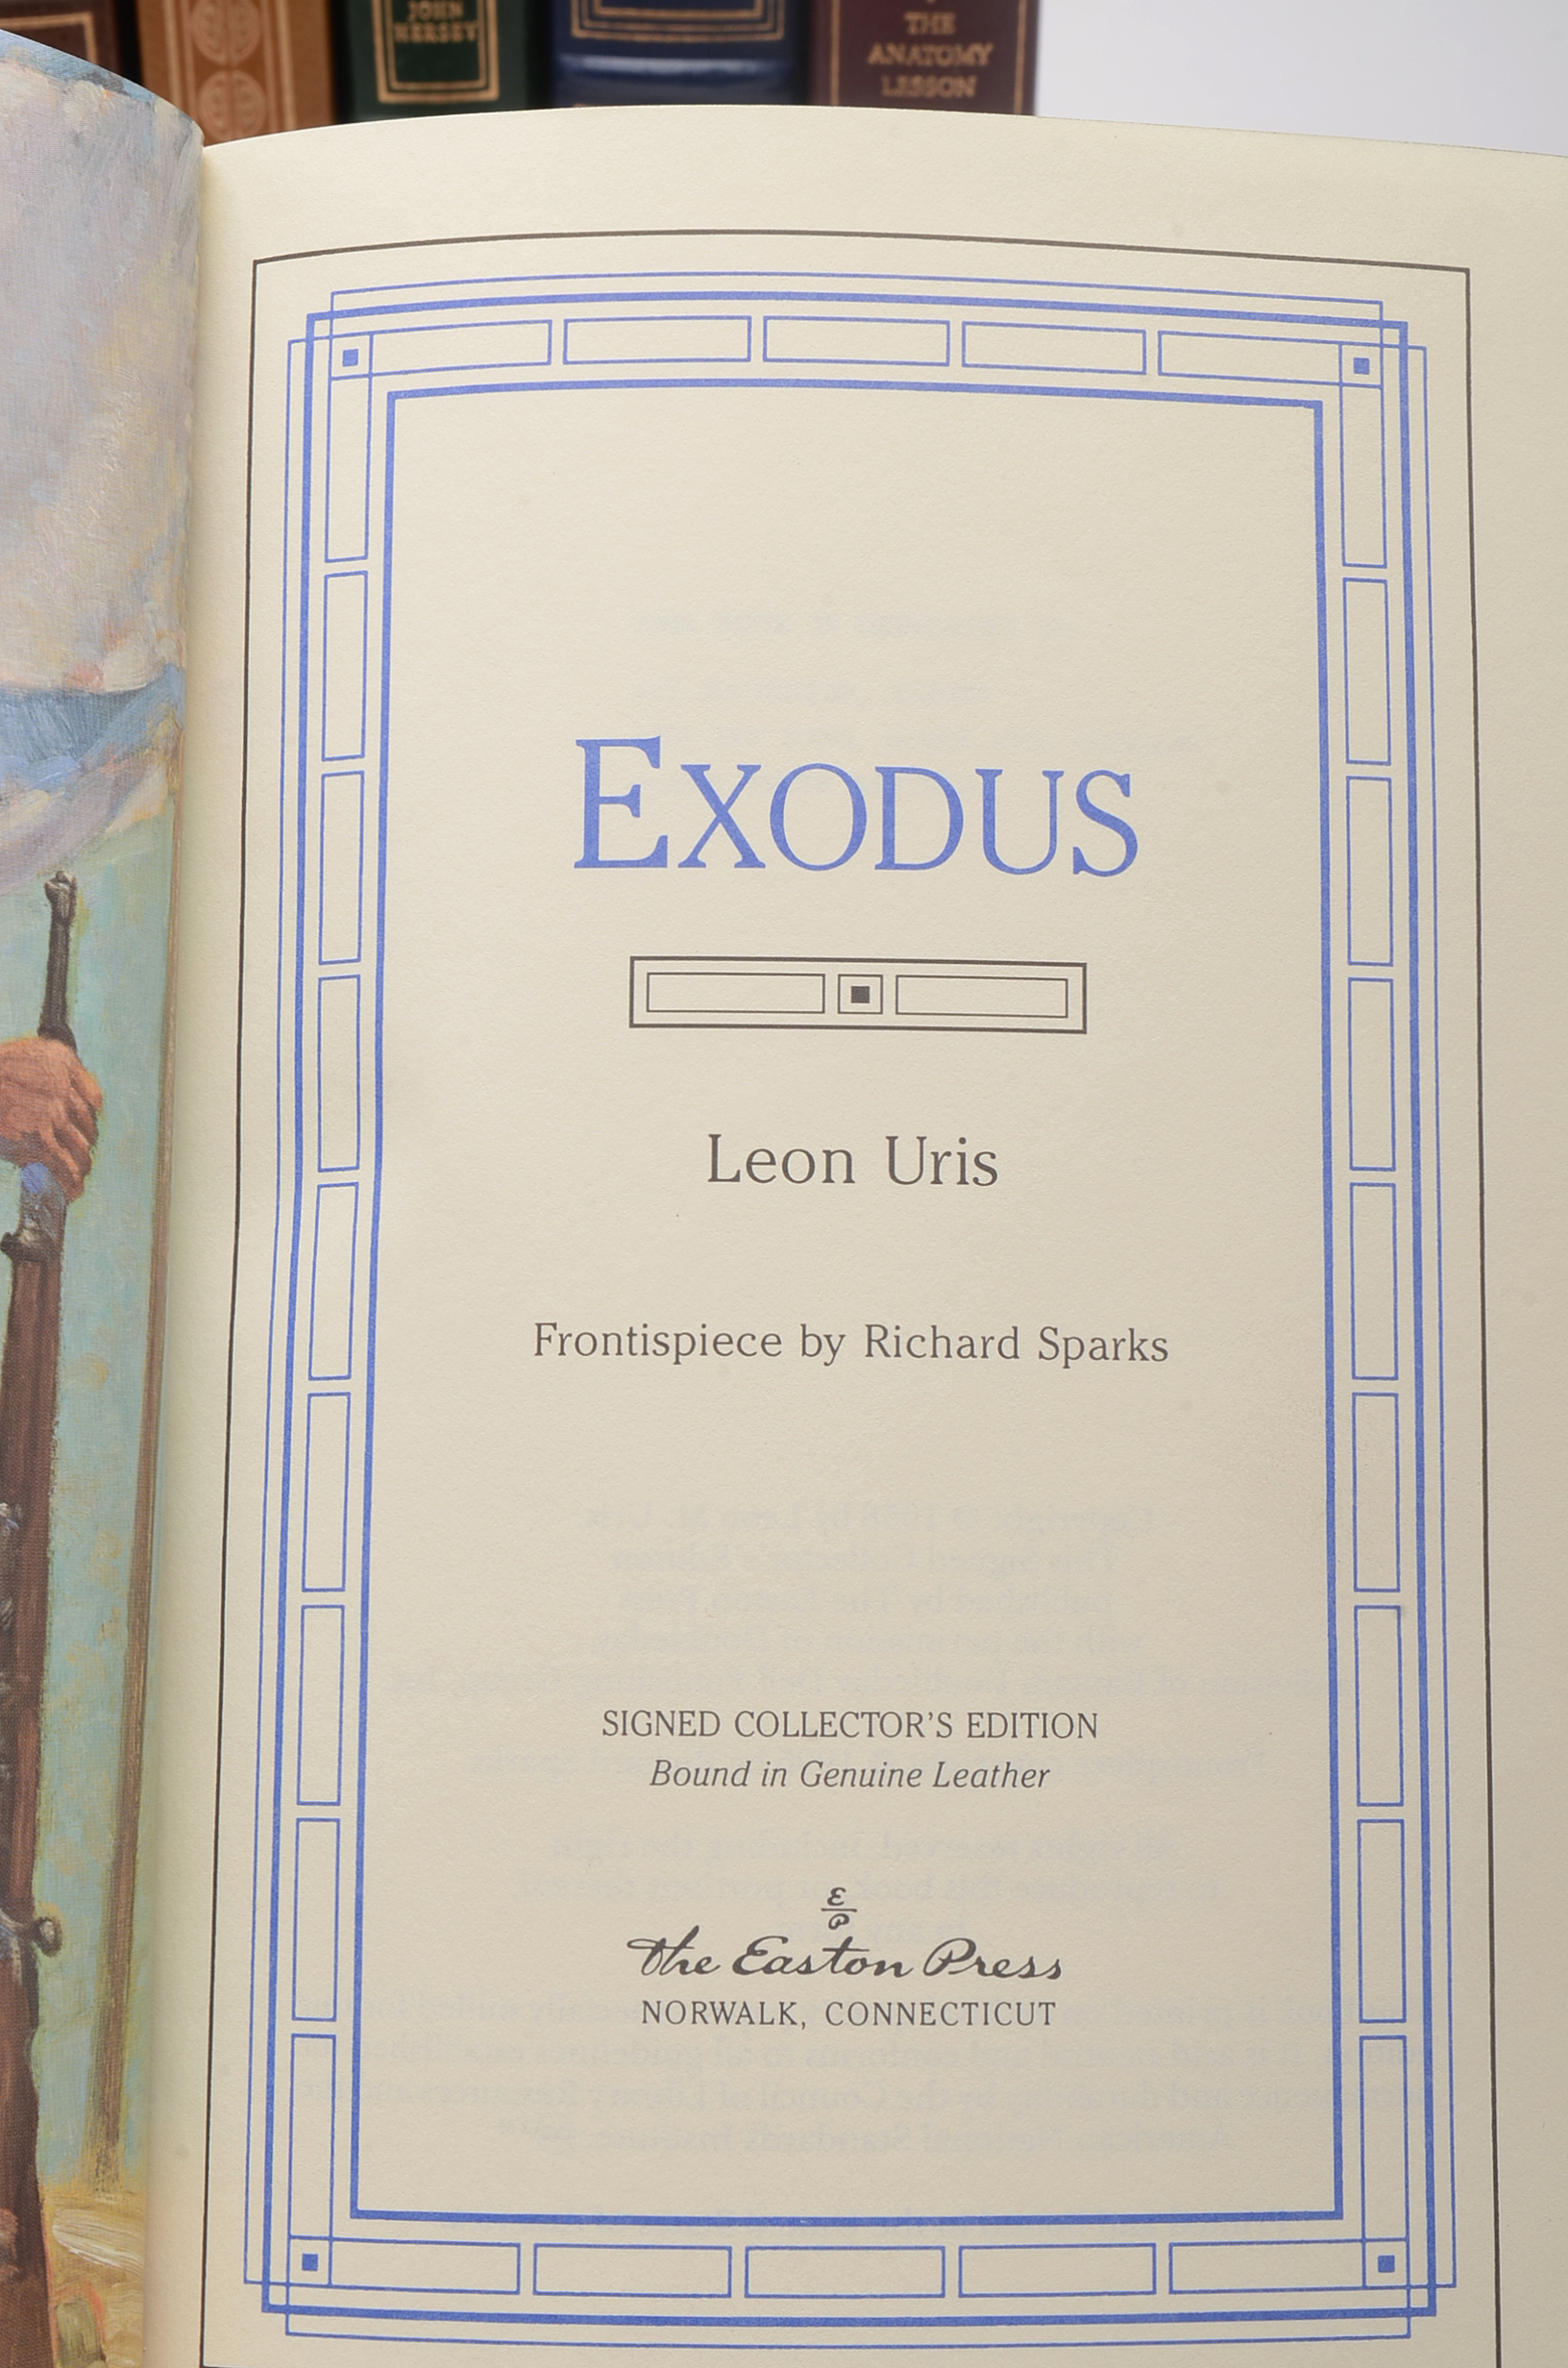 JOHN
HERSEY
THE
ANATOMY
LESSON
EXODUS
Leon Uris
Frontispiece by Richard Sparks
SIGNED COLLECTOR'S EDITION
Bound in Genuine Leather
EP
The Easton Press
NORWALK, CONNECTICUT